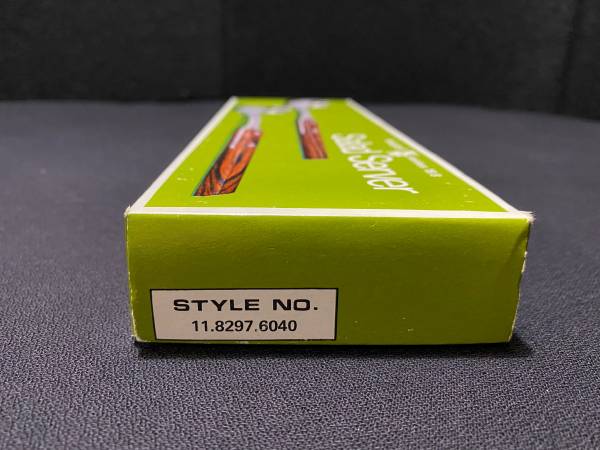 Salad Server
STYLE NO.
11.8297.6040